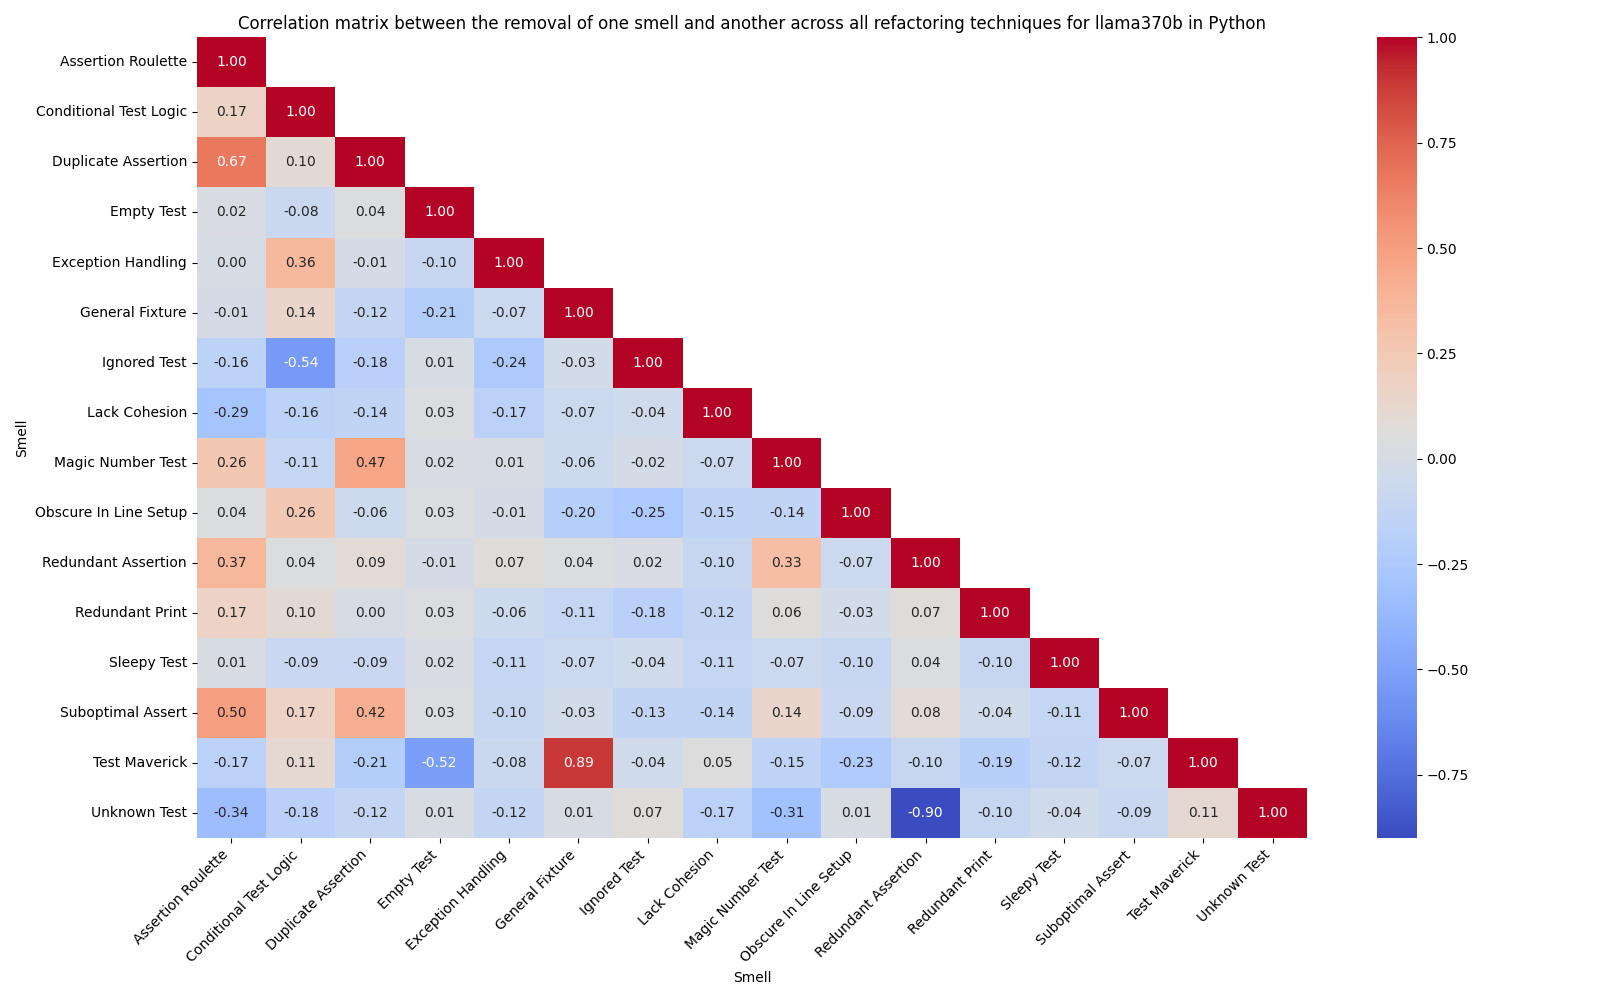 Correlation matrix between the removal of one smell and another across all refactoring techniques for llama370b in Python
Assertion Roulette 1.00
Conditional Test Logic 0.17 1.00
Duplicate Assertion 0.67 0.10 1.00
Empty Test 0.02 -0.08 0.04 1.00
Exception Handling 0.00 0.36 -0.01 -0.10 1.00
General Fixture -0.01 0.14 -0.12 -0.21 -0.07 1.00
Ignored Test -0.16 -0.54 -0.18 0.01 -0.24 -0.03 1.00
Lack Cohesion -0.29 -0.16 -0.14 0.03 -0.17 -0.07 -0.04 1.00
Magic Number Test 0.26 -0.11 0.47 0.02 0.01 -0.06 -0.02 -0.07 1.00
Obscure In Line Setup 0.04 0.26 -0.06 0.03 -0.01 -0.20 -0.25 -0.15 -0.14 1.00
Redundant Assertion 0.37 0.04 0.09 -0.01 0.07 0.04 0.02 -0.10 0.33 -0.07 1.00
Redundant Print 0.17 0.10 0.00 0.03 -0.06 -0.11 -0.18 -0.12 0.06 -0.03 0.07 1.00
Sleepy Test 0.01 -0.09 -0.09 0.02 -0.11 -0.07 -0.04 -0.11 -0.07 -0.10 0.04 -0.10 1.00
Suboptimal Assert 0.50 0.17 0.42 0.03 -0.10 -0.03 -0.13 -0.14 0.14 -0.09 0.08 -0.04 -0.11 1.00
Test Maverick -0.17 0.11 -0.21 -0.52 -0.08 0.89 -0.04 0.05 -0.15 -0.23 -0.10 -0.19 -0.12 -0.07 1.00
Unknown Test -0.34 -0.18 -0.12 0.01 -0.12 0.01 0.07 -0.17 -0.31 0.01 -0.90 -0.10 -0.04 -0.09 0.11 1.00
Smell
Assertion Roulette
Conditional Test Logic
Duplicate Assertion
Empty Test
Exception Handling
General Fixture
Ignored Test
Lack Cohesion
Magic Number Test
Obscure In Line Setup
Redundant Assertion
Redundant Print
Sleepy Test
Suboptimal Assert
Test Maverick
Unknown Test
Smell
1.00
0.75
0.50
0.25
0.00
−0.25
−0.50
−0.75